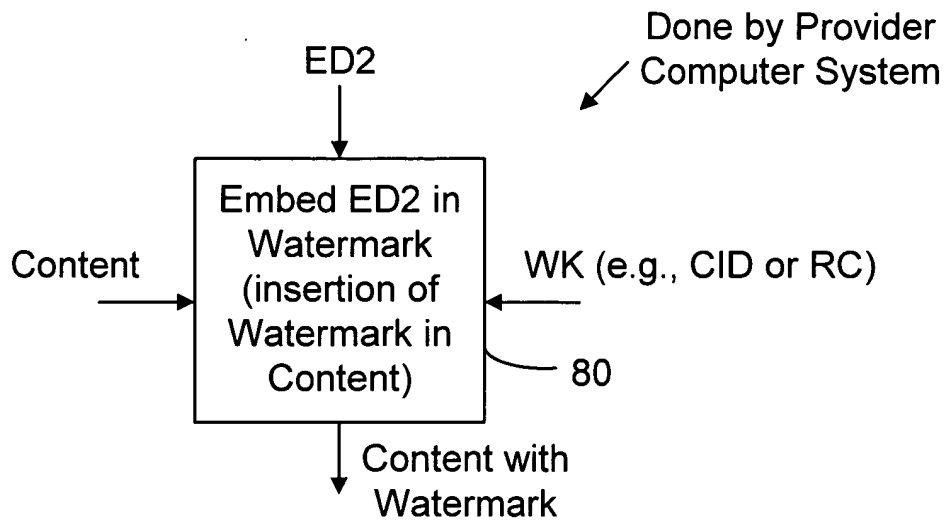 Done by Provider
Computer System
ED2
Embed ED2 in
Watermark
(insertion of
Watermark in
Content)
Content
WK (e.g., CID or RC)
80
Content with
Watermark